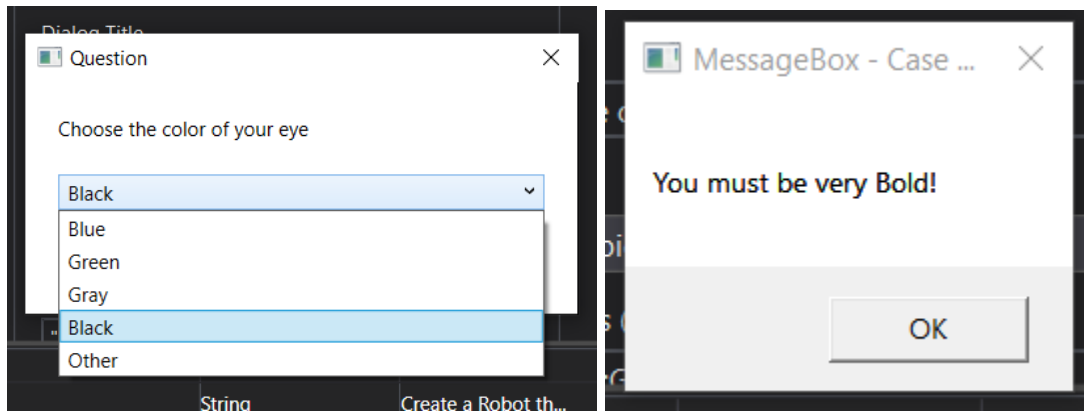 Dialog Title
Question
Choose the color of your eye
Black
Blue
Green
Gray
Black
Other
String
Create a Robot th...
MessageBox - Case ...
You must be very Bold!
OK